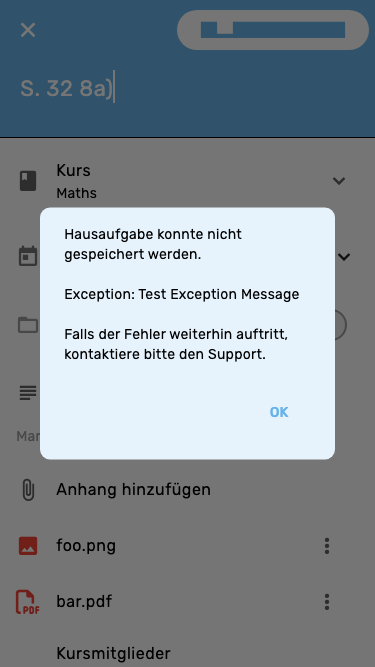 S. 32 8a)
Kurs
Maths
Hausaufgabe konnte nicht
gespeichert werden.
Exception: Test Exception Message
Falls der Fehler weiterhin auftritt,
kontaktiere bitte den Support.
OK
Mar
Anhang hinzufügen
foo.png
PDF
bar.pdf
Kursmitglieder